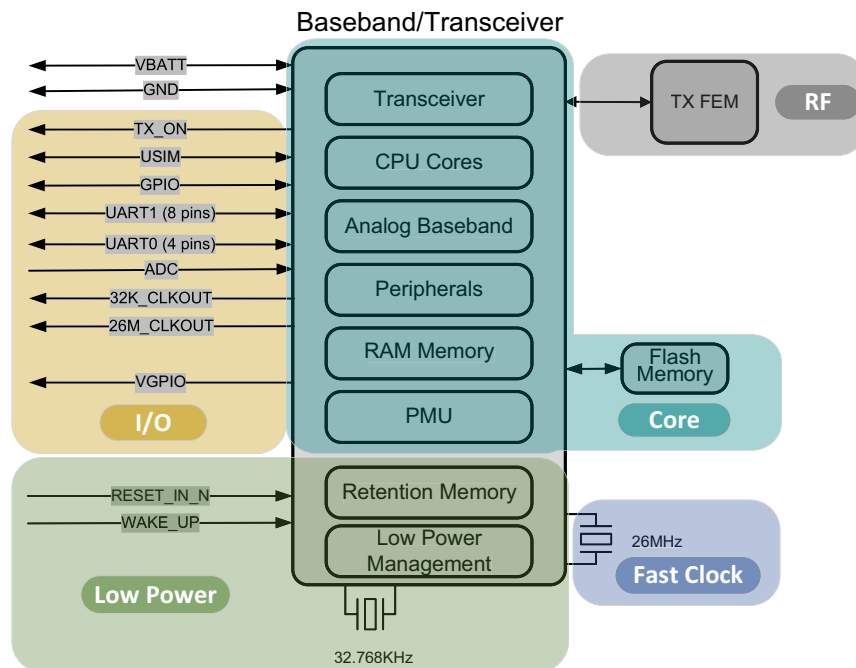 Baseband/Transceiver
VBATT
GND
TX_ON
USIM
GPIO
UART1 (8 pins)
UART0 (4 pins)
ADC
32K_CLKOUT
26M_CLKOUT
VGPIO
I/O
Transceiver
CPU Cores
Analog Baseband
Peripherals
RAM Memory
PMU
TX FEM
RF
Flash
Memory
Core
RESET_IN_N
WAKE_UP
Low Power
Retention Memory
Low Power
Management
32.768KHz
26MHz
Fast Clock